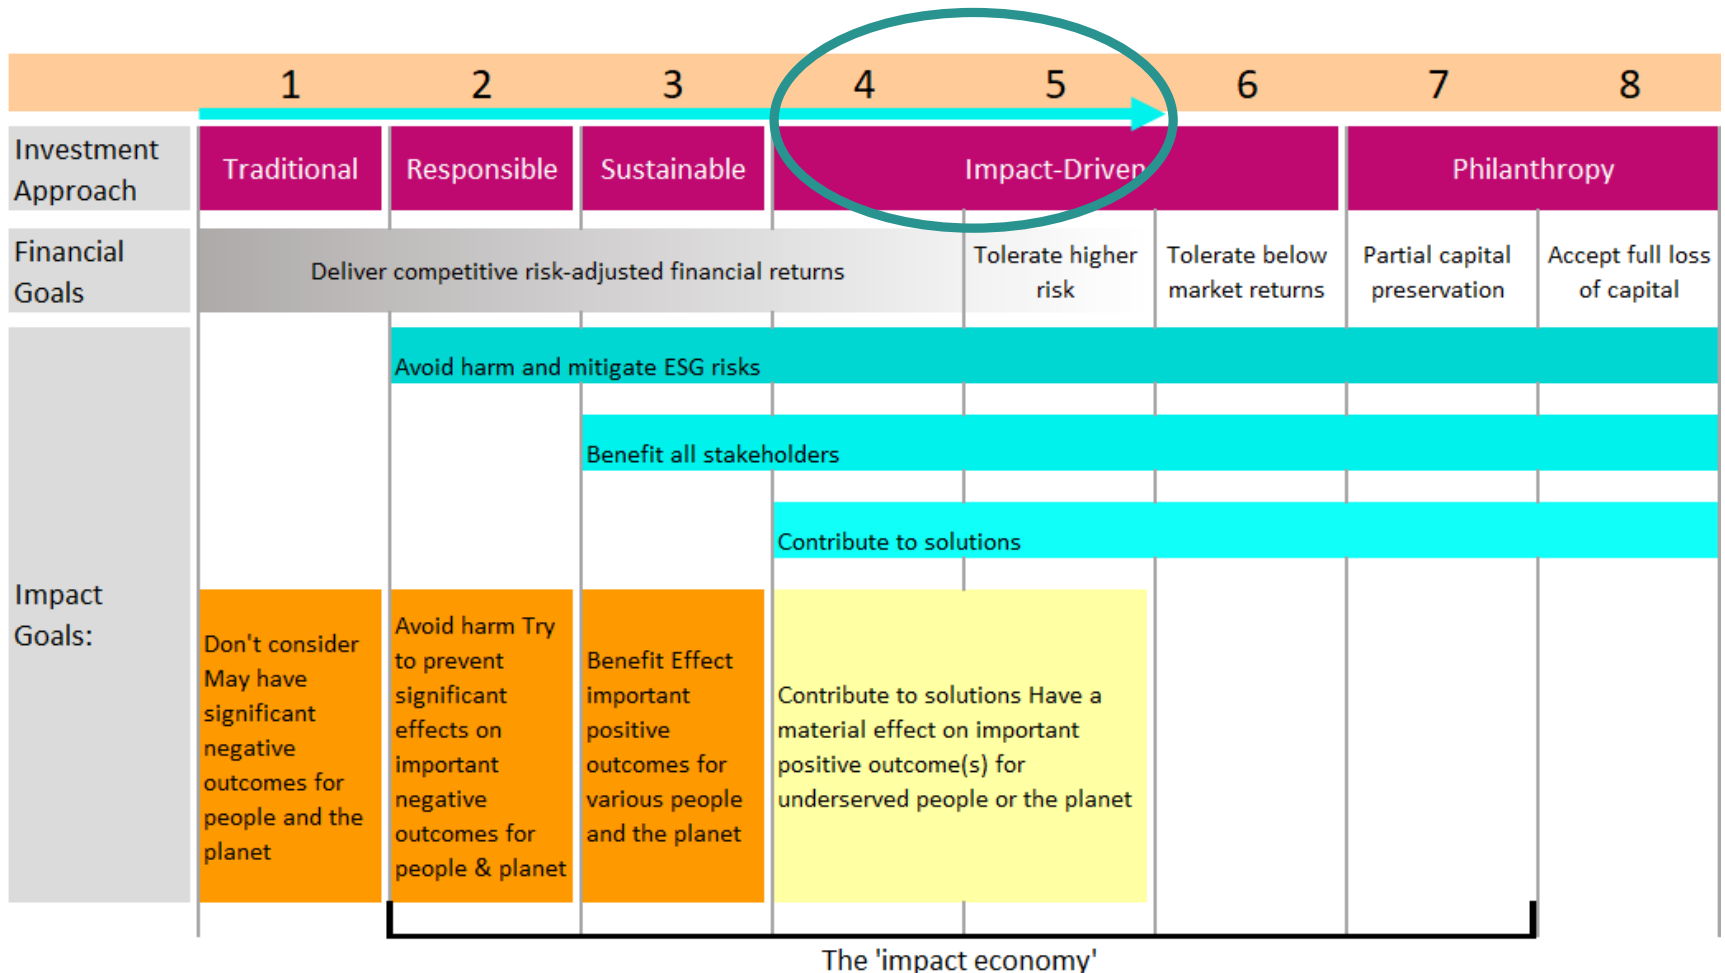 1 2 3 4 5 6 7 8
Investment
Approach
Traditional
Responsible
Sustainable
Impact-Driven
Philanthropy
Financial
Goals
Deliver competitive risk-adjusted financial returns
Tolerate higher
risk
Tolerate below
market returns
Partial capital
preservation
Accept full loss
of capital
Impact
Goals:
Avoid harm and mitigate ESG risks
Benefit all stakeholders
Contribute to solutions
Don't consider
May have
significant
negative
outcomes for
people and the
planet
Avoid harm Try
to prevent
significant
effects on
important
negative
outcomes for
people & planet
Benefit Effect
important
positive
outcomes for
various people
and the planet
Contribute to solutions Have a
material effect on important
positive outcome(s) for
underserved people or the planet
The 'impact economy'